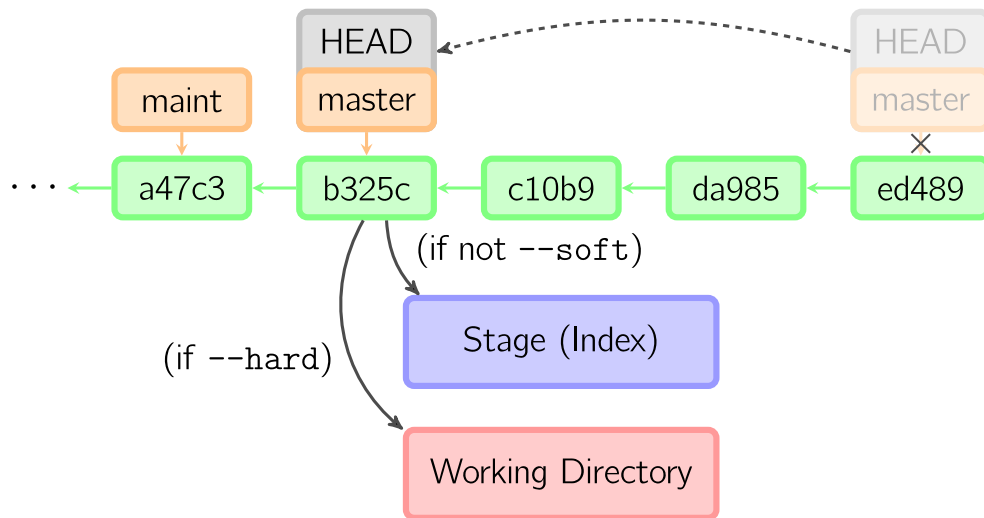 HEAD
HEAD
maint
master
master
...
a47c3
b325c
c10b9
da985
ed489
(if not --soft)
Stage (Index)
(if --hard)
Working Directory